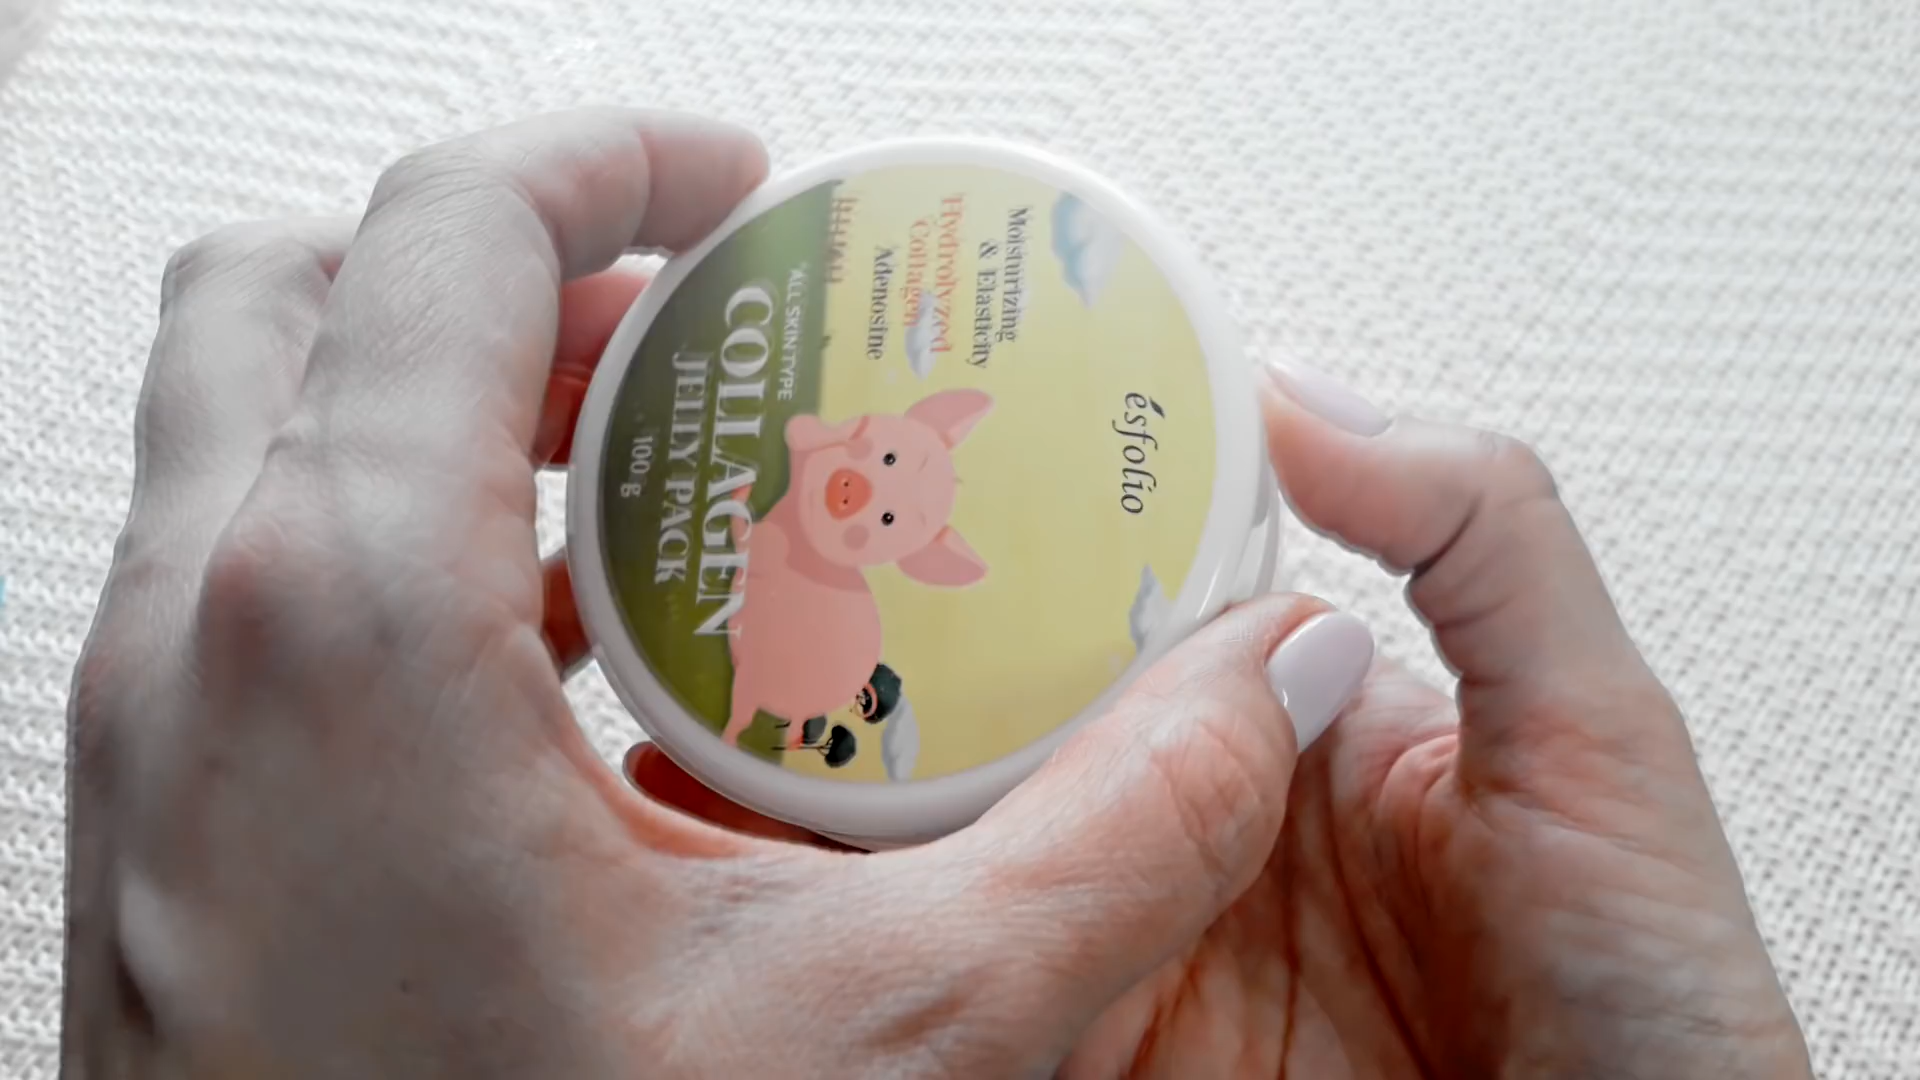 ésfolio
Moisturizing
& Elasticity
Hydrolyzed
Collagen
Adenosine
ALL SKIN TYPE
COLLAGEN
JELLY PACK
100 g